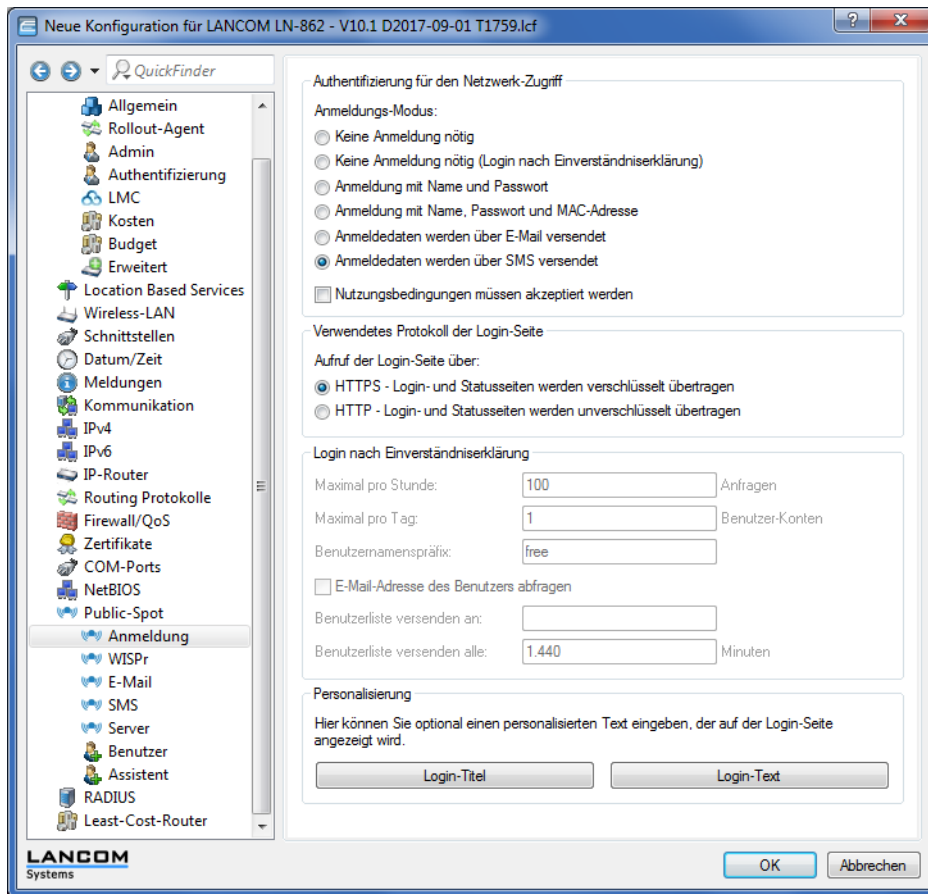 Neue Konfiguration für LANCOM LN-862 - V10.1 D2017-09-01 T1759.lcf
QuickFinder
Allgemein
Rollout-Agent
Admin
Authentifizierung
LMC
Kosten
Budget
Erweitert
Location Based Services
Wireless-LAN
Schnittstellen
Datum/Zeit
Meldungen
Kommunikation
IPv4
IPv6
IP-Router
Routing Protokolle
Firewall/QoS
Zertifikate
COM-Ports
NetBIOS
Public-Spot
Anmeldung
WISPr
E-Mail
SMS
Server
Benutzer
Assistent
RADIUS
Least-Cost-Router
Authentifizierung für den Netzwerk-Zugriff
Anmeldungs-Modus:
Keine Anmeldung nötig
Keine Anmeldung nötig (Login nach Einverständniserklärung)
Anmeldung mit Name und Passwort
Anmeldung mit Name, Passwort und MAC-Adresse
Anmeldedaten werden über E-Mail versendet
Anmeldedaten werden über SMS versendet
Nutzungsbedingungen müssen akzeptiert werden
Verwendetes Protokoll der Login-Seite
Aufruf der Login-Seite über:
HTTPS - Login- und Statusseiten werden verschlüsselt übertragen
HTTP - Login- und Statusseiten werden unverschlüsselt übertragen
Login nach Einverständniserklärung
Maximal pro Stunde: 100 Anfragen
Maximal pro Tag: 1 Benutzer-Konten
Benutzernamenspräfix: free
E-Mail-Adresse des Benutzers abfragen
Benutzerliste versenden an:
Benutzerliste versenden alle: 1.440 Minuten
Personalisierung
Hier können Sie optional einen personalisierten Text eingeben, der auf der Login-Seite
angezeigt wird.
Login-Titel Login-Text
LANCOM
Systems
OK Abbrechen